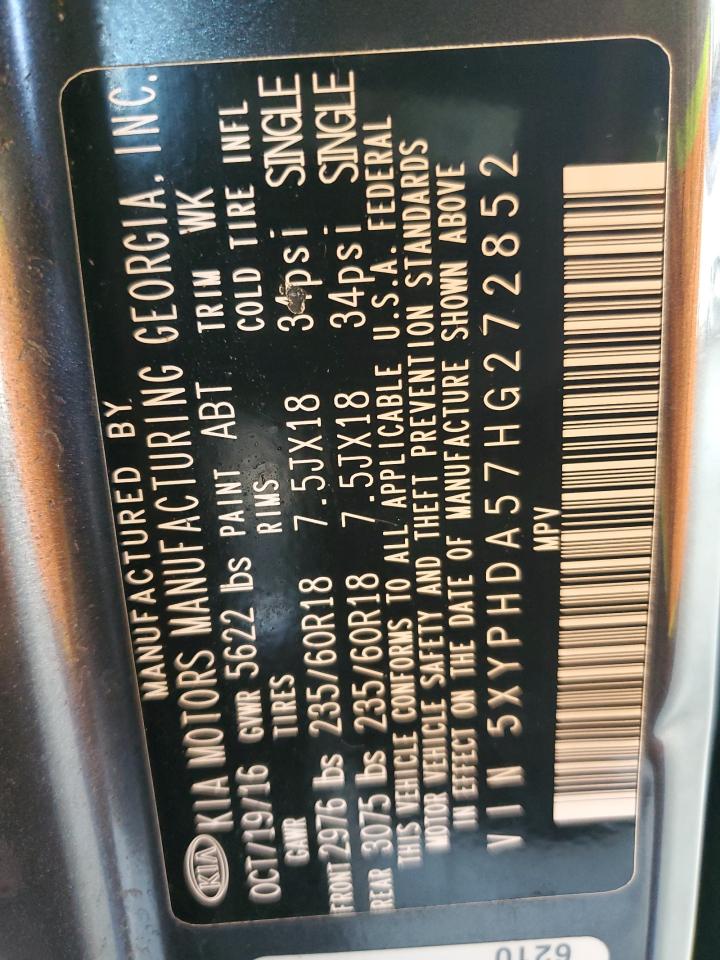 MANUFACTURED BY
KIA KIA MOTORS MANUFACTURING GEORGIA, INC.
OCT/19/16 GVWR 5622 lbs PAINT ABT TRIM WK
GAWR TIRES RIMS COLD TIRE INFL
FRONT 2976 lbs 235/60R18 7.5JX18 34psi SINGLE
REAR 3075 lbs 235/60R18 7.5JX18 34psi SINGLE
THIS VEHICLE CONFORMS TO ALL APPLICABLE U.S.A. FEDERAL
MOTOR VEHICLE SAFETY AND THEFT PREVENTION STANDARDS
IN EFFECT ON THE DATE OF MANUFACTURE SHOWN ABOVE
VIN 5XYPHDA57HG272852
MPV
6210